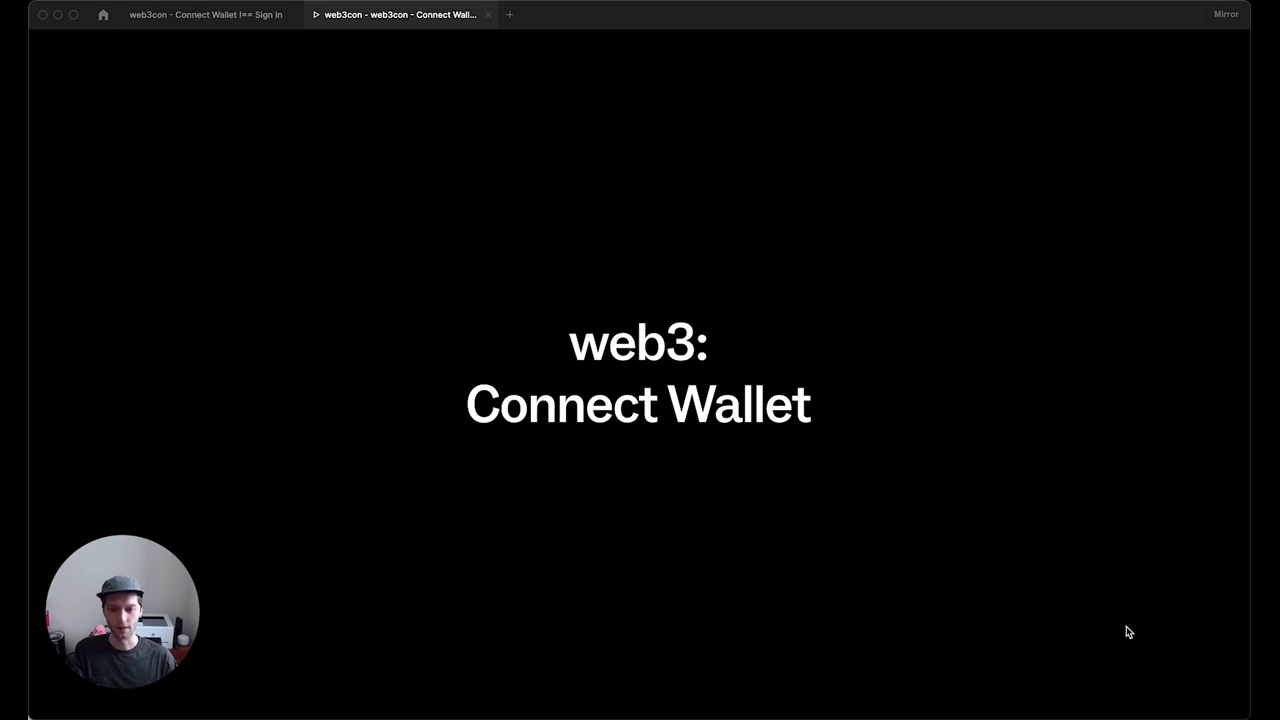 web3con - Connect Wallet !== Sign In
web3con - web3con - Connect Wall...
Mirror
web3:
Connect Wallet